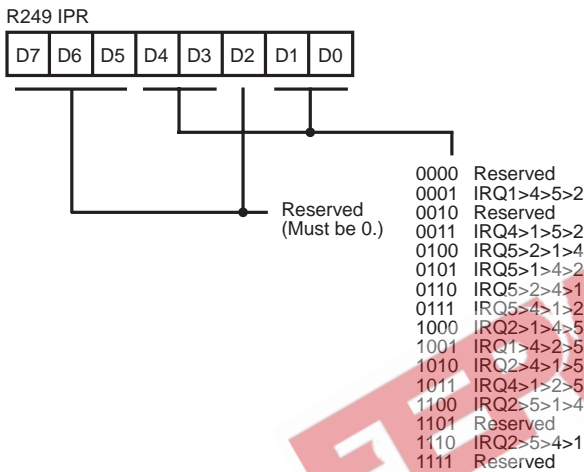 R249 IPR
D7 D6 D5 D4 D3 D2 D1 D0
Reserved
(Must be 0.)
0000 Reserved
0001 IRQ1>4>5>2
0010 Reserved
0011 IRQ4>1>5>2
0100 IRQ5>2>1>4
0101 IRQ5>1>4>2
0110 IRQ5>2>4>1
0111 IRQ5>4>1>2
1000 IRQ2>1>4>5
1001 IRQ1>4>2>5
1010 IRQ2>4>1>5
1011 IRQ4>1>2>5
1100 IRQ2>5>1>4
1101 Reserved
1110 IRQ2>5>4>1
1111 Reserved